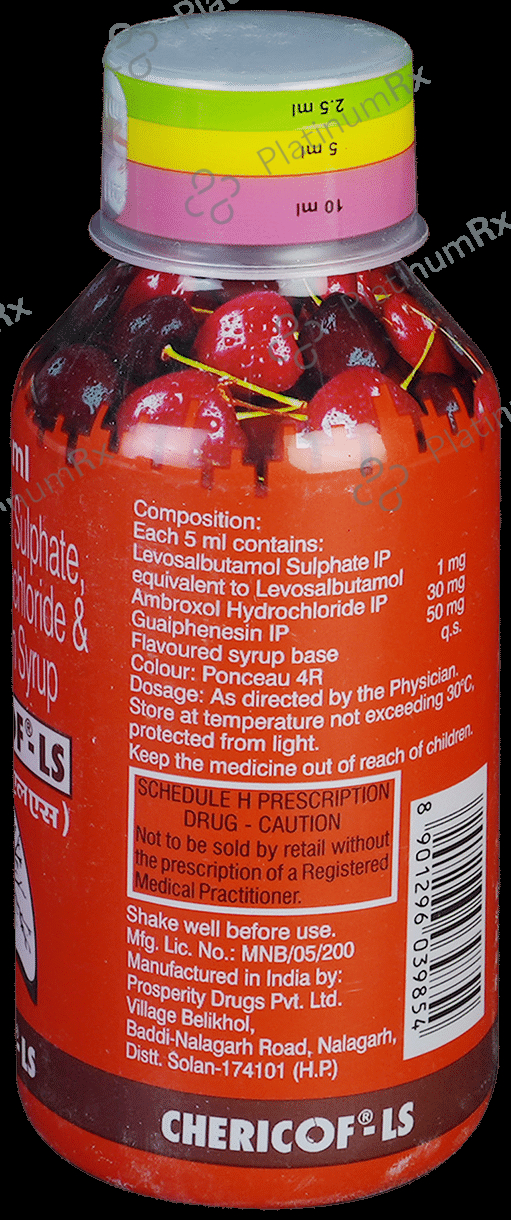 2.5 ml
5 ml
10 ml
PlatinumRx
ml
Sulphate,
chloride &
Syrup
F®-LS
एलएस)
Composition:
Each 5 ml contains:
Levosalbutamol Sulphate IP
equivalent to Levosalbutamol 1 mg
Ambroxol Hydrochloride IP 30 mg
Guaiphenesin IP 50 mg
Flavoured syrup base q.s.
Colour: Ponceau 4R
Dosage: As directed by the Physician.
Store at temperature not exceeding 30°C,
protected from light.
Keep the medicine out of reach of children.
SCHEDULE H PRESCRIPTION
DRUG - CAUTION
Not to be sold by retail without
the prescription of a Registered
Medical Practitioner.
8 901296 039854
Shake well before use.
Mfg. Lic. No.: MNB/05/200
Manufactured in India by:
Prosperity Drugs Pvt. Ltd.
Village Belikhol,
Baddi-Nalagarh Road, Nalagarh,
Distt. Solan-174101 (H.P.)
-LS
CHERICOF®-LS